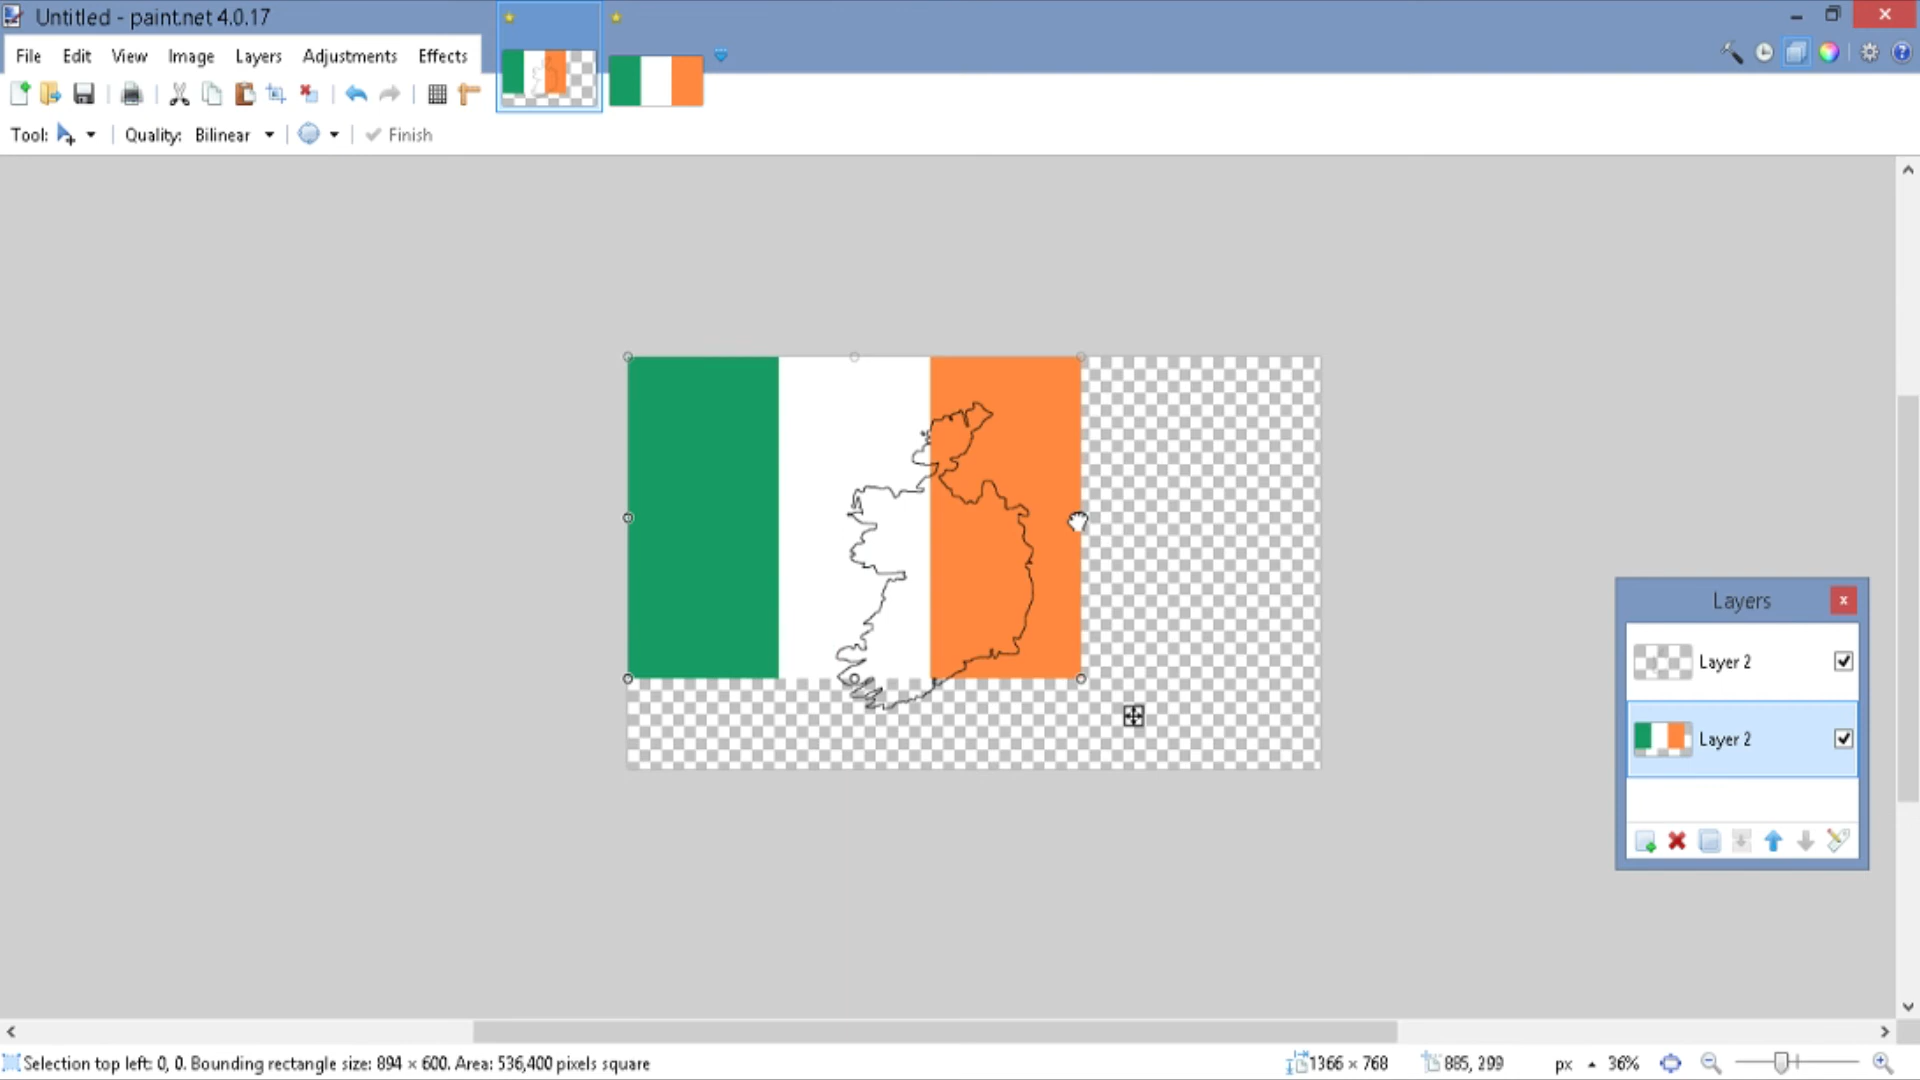 Untitled - paint.net 4.0.17
File Edit View Image Layers Adjustments Effects
Tool: Quality: Bilinear Finish
Layers
Layer 2
Layer 2
Selection top left: 0, 0. Bounding rectangle size: 894 × 600. Area: 536,400 pixels square 1366 × 768 885, 299 px 36%